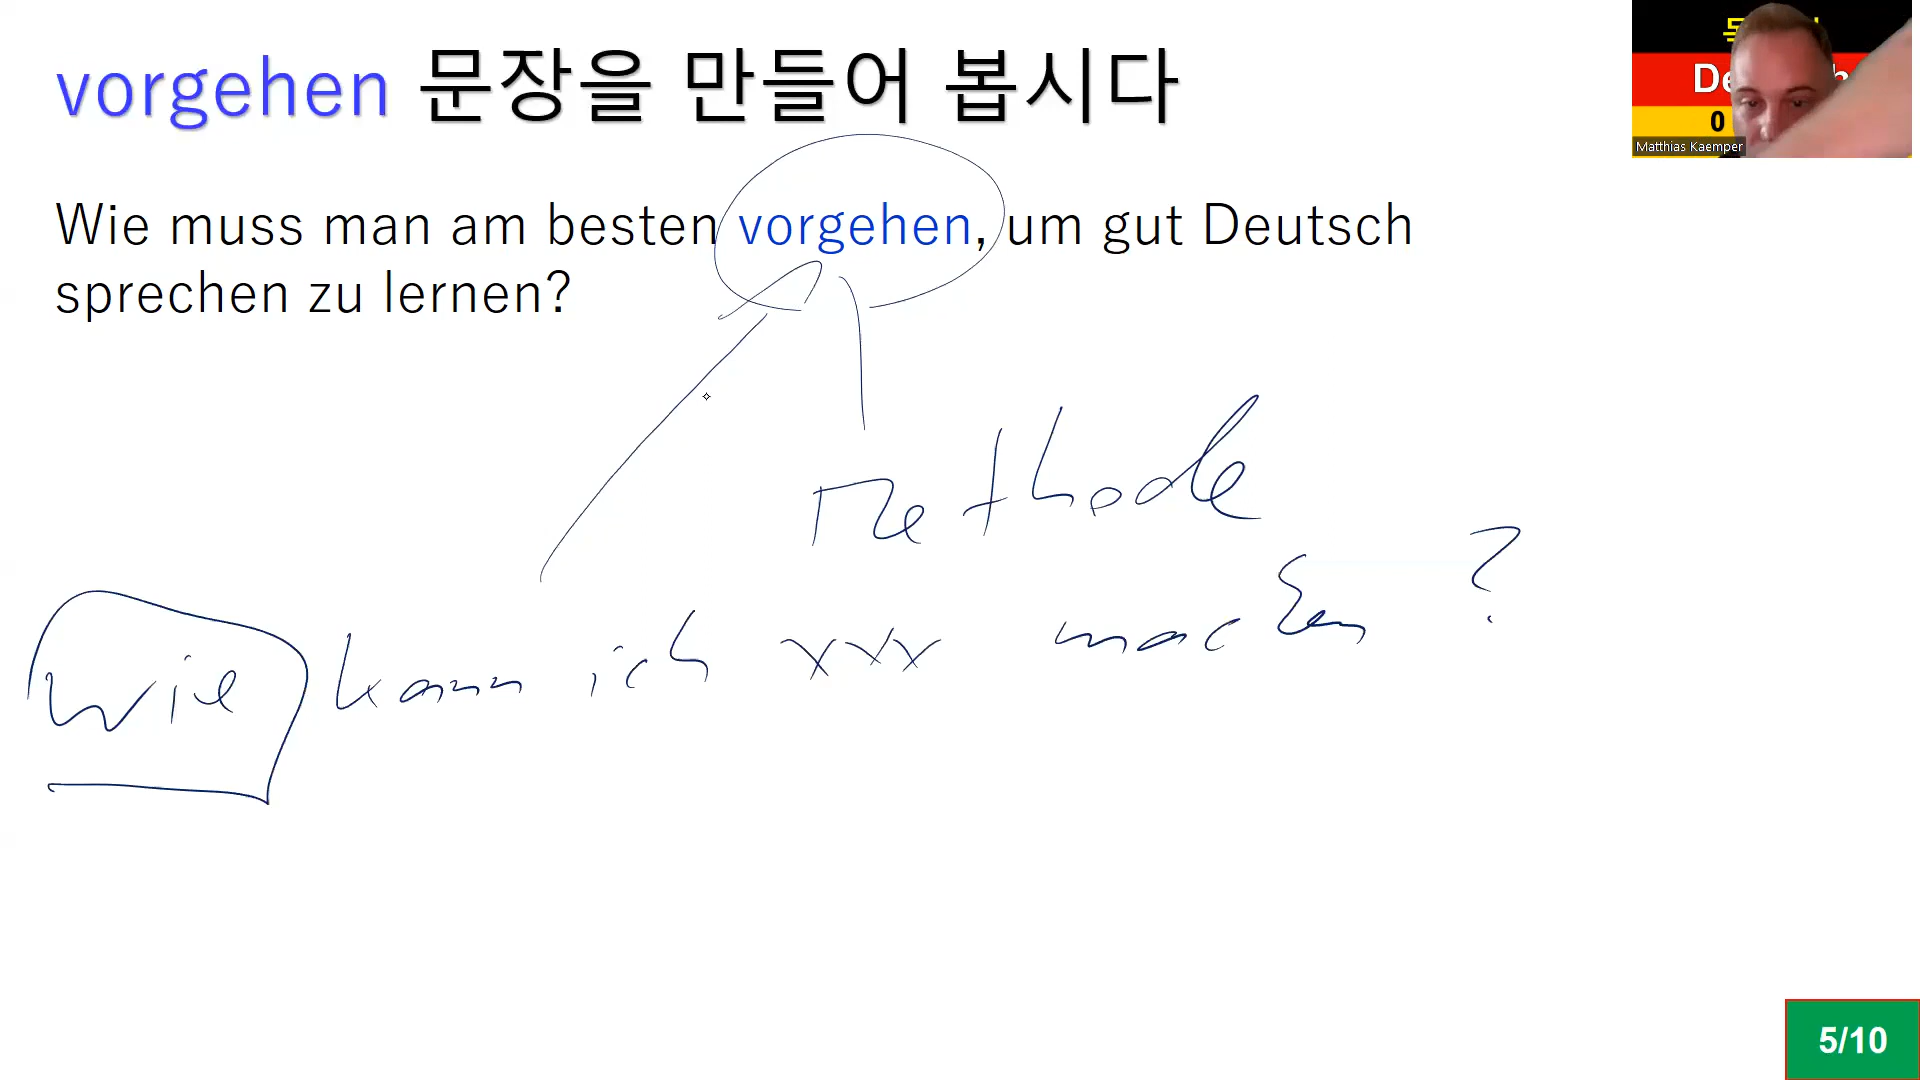 vorgehen 문장을 만들어 봅시다
De
0
Matthias Kaemper
Wie muss man am besten vorgehen, um gut Deutsch
sprechen zu lernen?
Methode
Wie kann ich xxx machen?
5/10